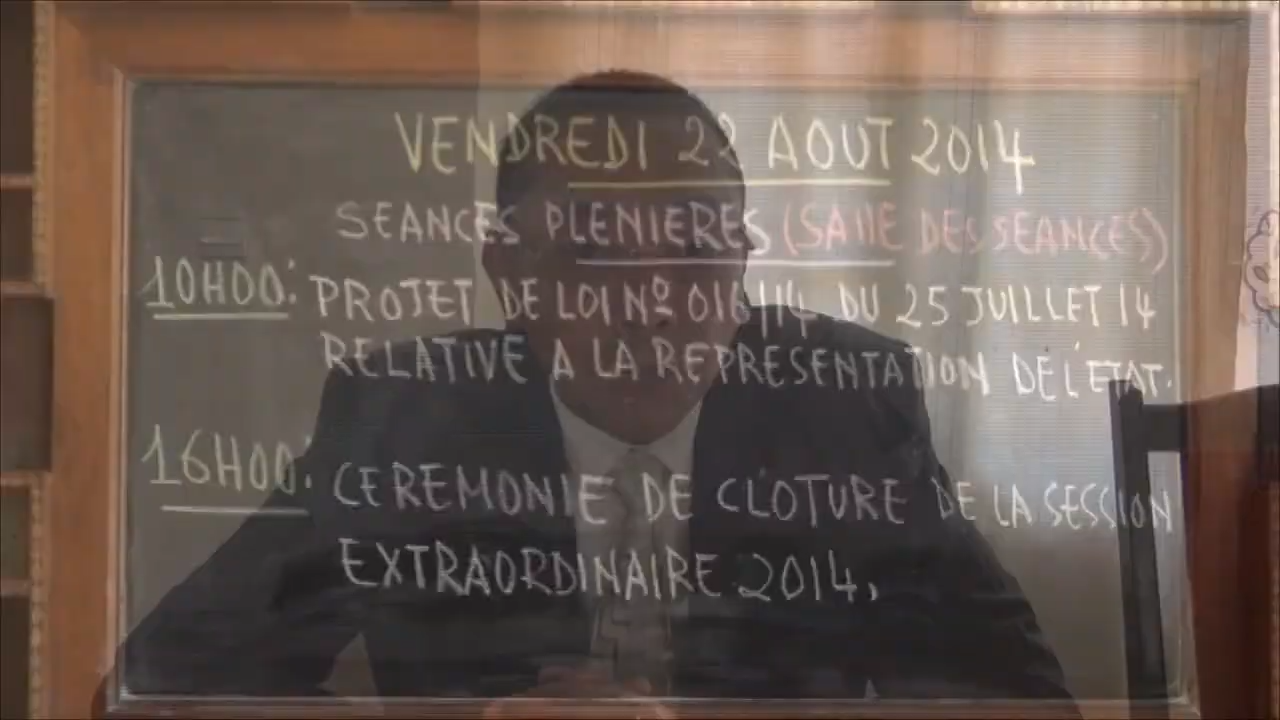 VENDREDI 22 AOUT 2014
SEANCES PLENIERES (SAllE DES SEANCES)
10H00: PROJET DE LOI Nº 016/14 DU 25 JUILLET 14
RELATIVE A LA REPRESENTATION DE L'ETAT.
16H00: CEREMONIE DE CLOTURE DE LA SESSION
EXTRAORDINAIRE 2014,